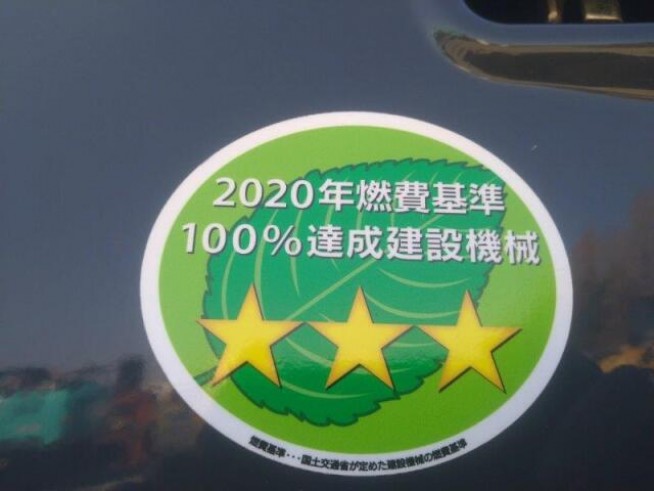 2020年燃費基準
100%達成建設機械
燃費基準・・・国土交通省が定めた建設機械の燃費基準